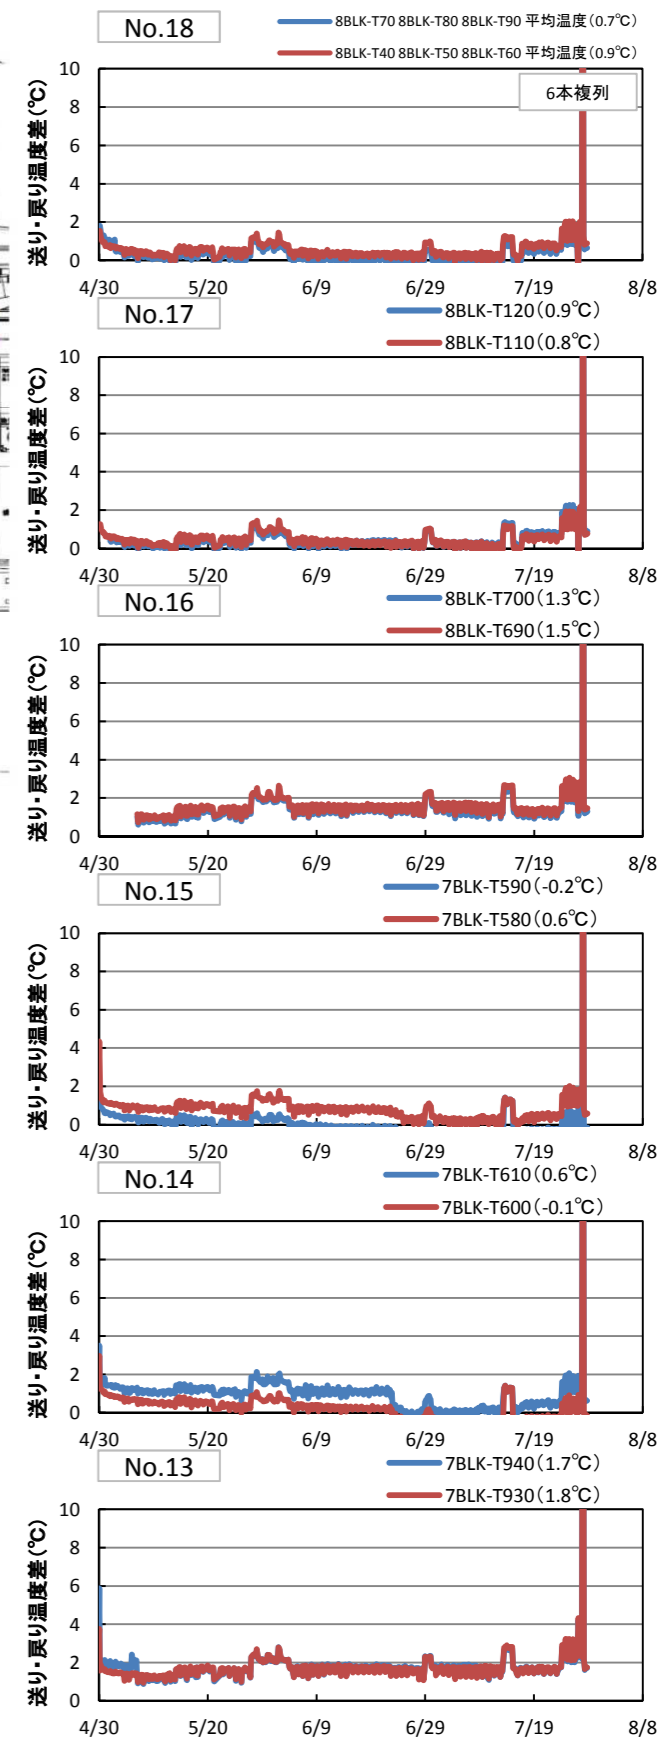 No.18
8BLK-T70 8BLK-T80 8BLK-T90 平均温度(0.7℃)
8BLK-T40 8BLK-T50 8BLK-T60 平均温度(0.9℃)
6本複列
送り・戻り温度差(℃)
10
8
6
4
2
0
4/30 5/20 6/9 6/29 7/19 8/8
No.17
8BLK-T120(0.9℃)
8BLK-T110(0.8℃)
送り・戻り温度差(℃)
10
8
6
4
2
0
4/30 5/20 6/9 6/29 7/19 8/8
No.16
8BLK-T700(1.3℃)
8BLK-T690(1.5℃)
送り・戻り温度差(℃)
10
8
6
4
2
0
4/30 5/20 6/9 6/29 7/19 8/8
No.15
7BLK-T590(-0.2℃)
7BLK-T580(0.6℃)
送り・戻り温度差(℃)
10
8
6
4
2
0
4/30 5/20 6/9 6/29 7/19 8/8
No.14
7BLK-T610(0.6℃)
7BLK-T600(-0.1℃)
送り・戻り温度差(℃)
10
8
6
4
2
0
4/30 5/20 6/9 6/29 7/19 8/8
No.13
7BLK-T940(1.7℃)
7BLK-T930(1.8℃)
送り・戻り温度差(℃)
10
8
6
4
2
0
4/30 5/20 6/9 6/29 7/19 8/8